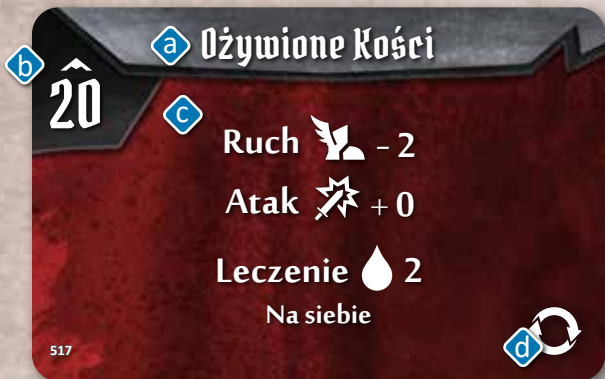 a Ożywione Kości
b 20
c
Ruch - 2
Atak + 0
Leczenie 2
Na siebie
517 d